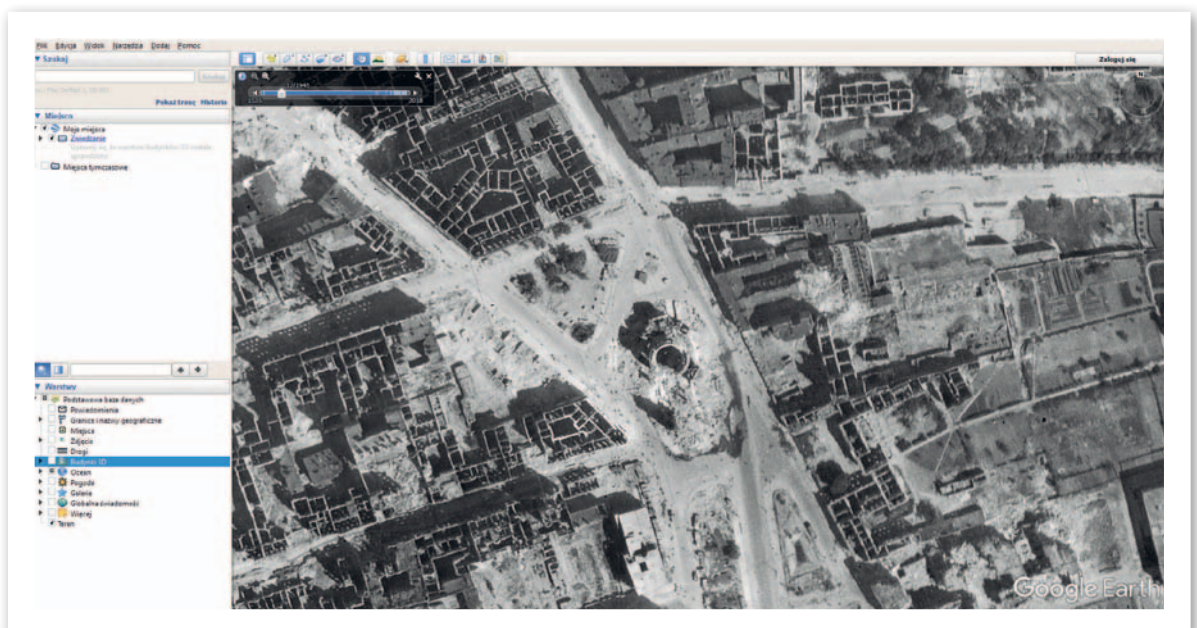 Plik Edycja Widok Narzędzia Dodaj Pomoc
▼ Szukaj
Szukaj
Pokaż trasę Historia
▼ Miejsca
Moje miejsca
Zwiedzanie
Miejsca tymczasowe
▼ Warstwy
Podstawowa baza danych
Powiadomienia
Granice i nazwy geograficzne
Miejsca
Zdjęcia
Drogi
Budynki 3D
Ocean
Pogoda
Galeria
Globalna świadomość
Więcej
Teren
Zaloguj się
N
Google Earth